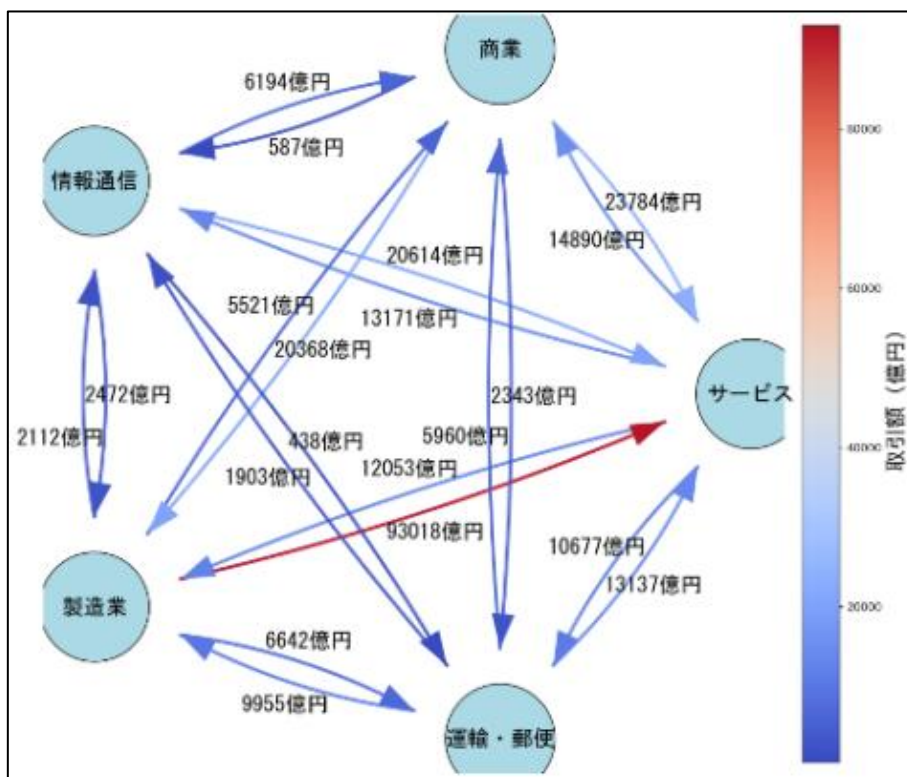 商業
6194億円
587億円
情報通信
80000
23784億円
14890億円
20614億円
5521億円
13171億円
60000
20368億円
サービス
取引額（億円）
2472億円
2343億円
2112億円
438億円
5960億円
40000
12053億円
1903億円
93018億円
10677億円
13137億円
製造業
20000
6642億円
9955億円
運輸・郵便